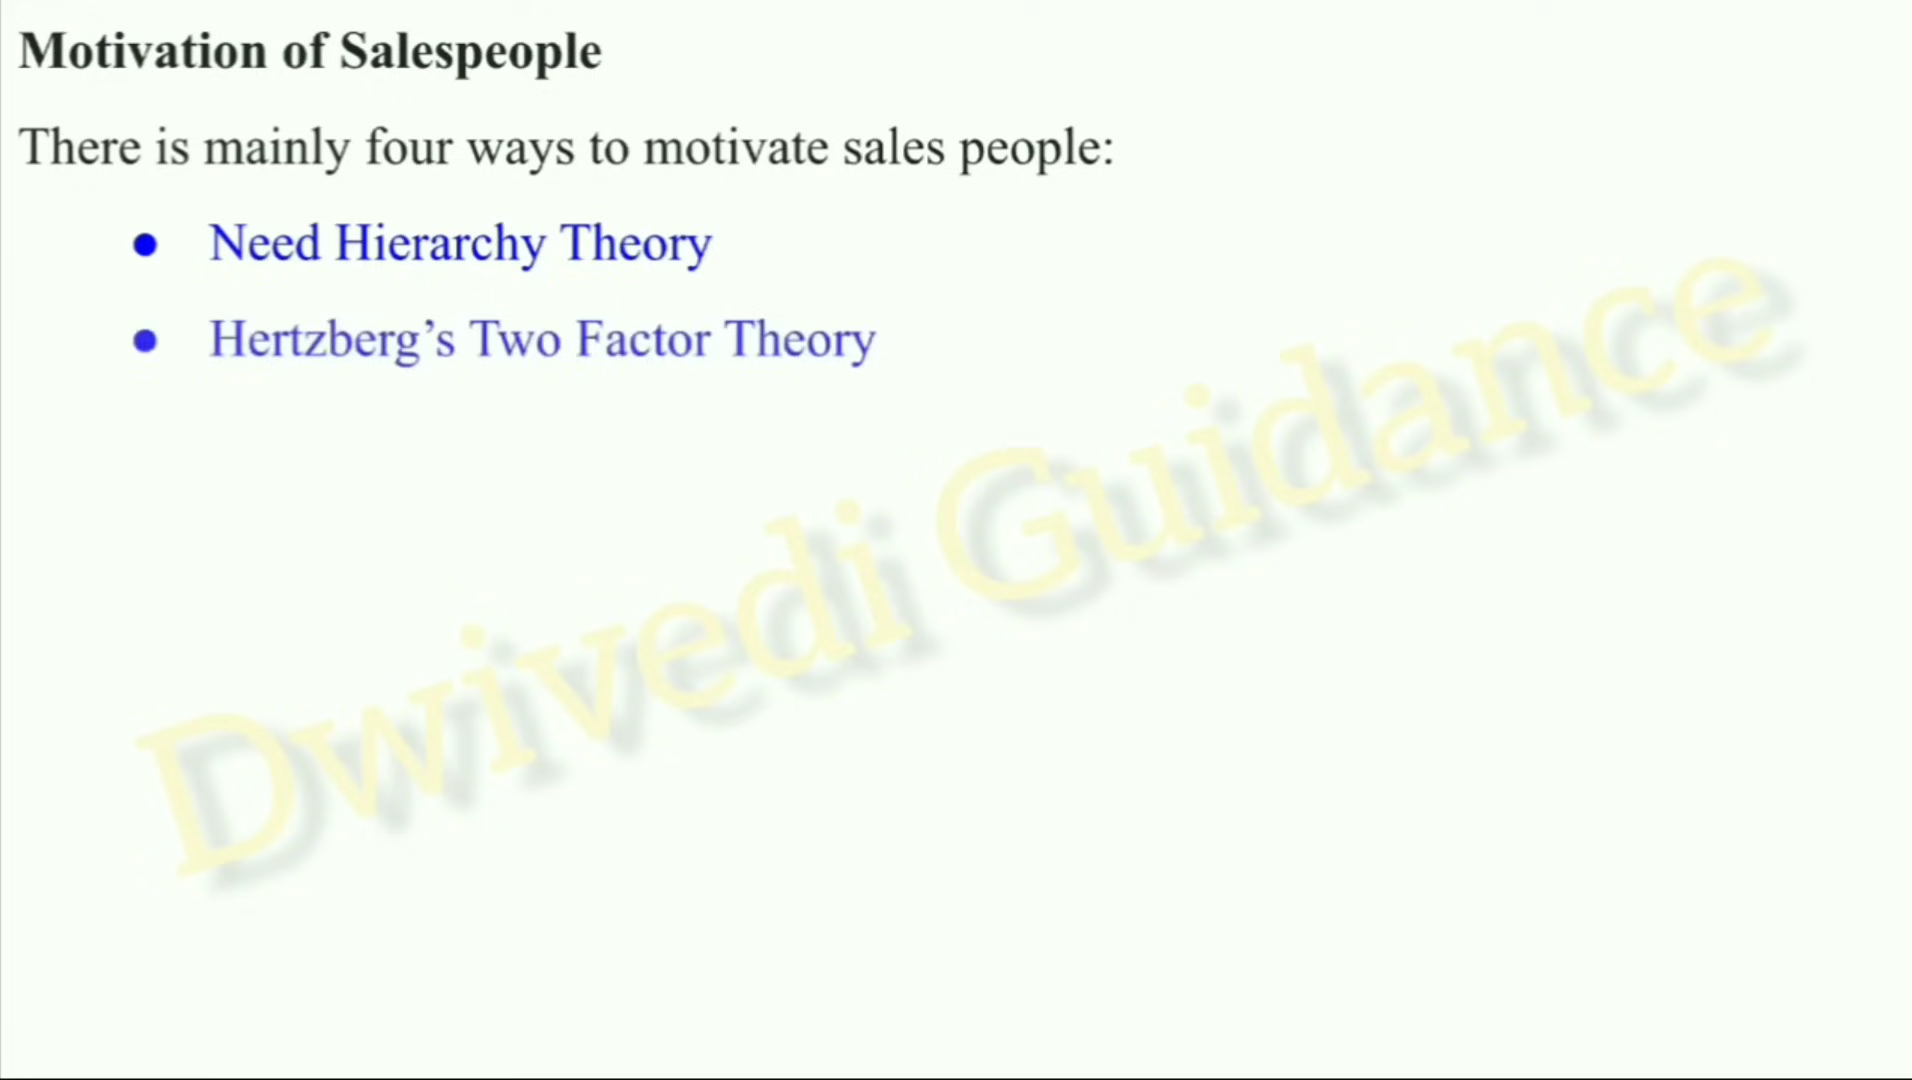 Motivation of Salespeople
There is mainly four ways to motivate sales people:
● Need Hierarchy Theory
● Hertzberg’s Two Factor Theory
Dwivedi Guidance